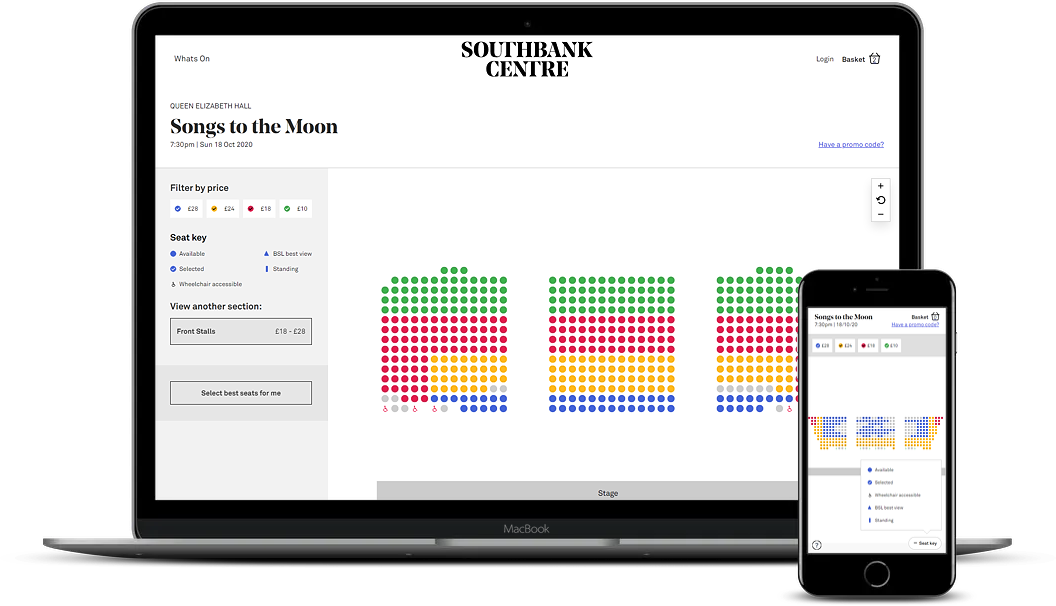 Whats On
SOUTHBANK
CENTRE
Login Basket 2
QUEEN ELIZABETH HALL
Songs to the Moon
7:30pm | Sun 18 Oct 2020
Have a promo code?
Filter by price
£28 £24 £18 £10
Seat key
Available BSL best view
Selected Standing
Wheelchair accessible
View another section:
Front Stalls £18 - £28
Select best seats for me
+
−
Stage
MacBook
Songs to the Moon Basket
7:30pm | 18/10/20 Have a promo code?
£28 £24 £18 £10
Available
Selected
Wheelchair accessible
BSL best view
Standing
? − Seat key